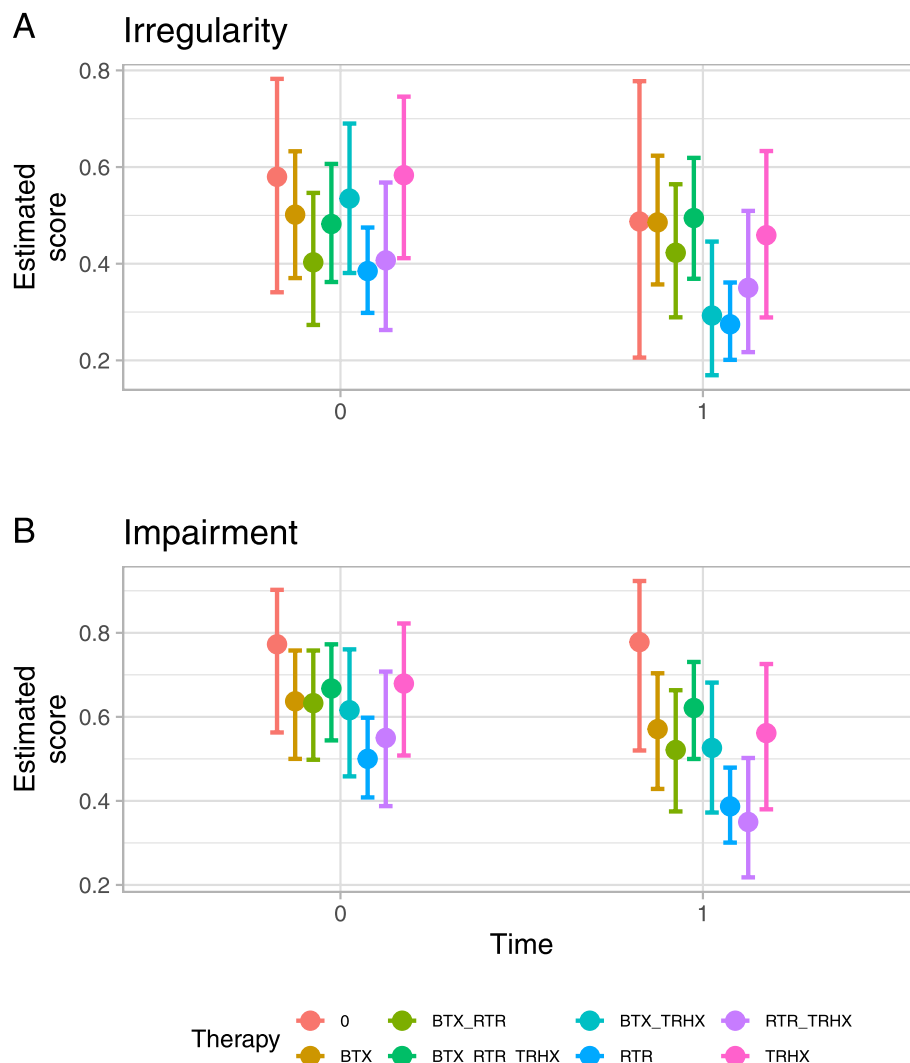 A Irregularity
0.8
0.6
0.4
0.2
Estimated
score
0 1
B Impairment
0.8
0.6
0.4
0.2
Estimated
score
0 1
Time
Therapy
0 BTX_RTR BTX_TRHX RTR_TRHX
BTX BTX_RTR_TRHX RTR TRHX